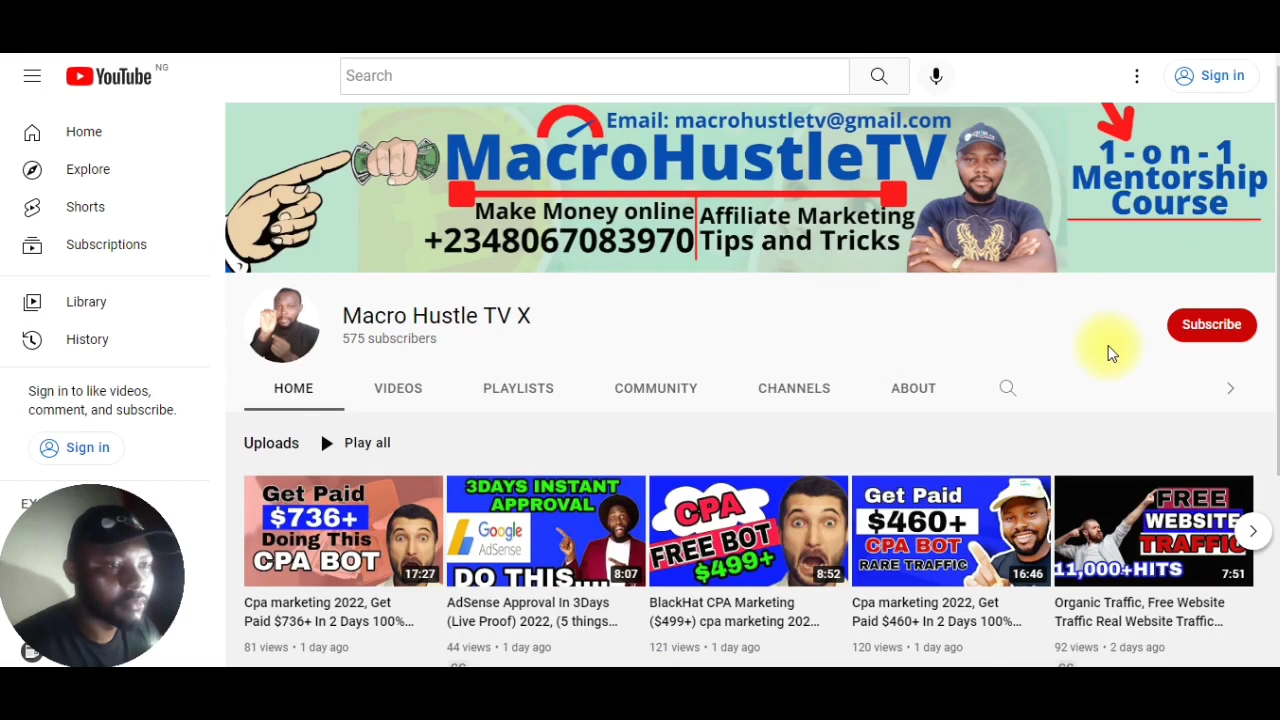 YouTube NG
Search
Sign in
Home
Explore
Shorts
Subscriptions
Library
History
Sign in to like videos,
comment, and subscribe.
Sign in
Email: macrohustletv@gmail.com
MacroHustleTV
Make Money online
+2348067083970
Affiliate Marketing
Tips and Tricks
1-on-1
Mentorship
Course
Macro Hustle TV X
575 subscribers
Subscribe
HOME VIDEOS PLAYLISTS COMMUNITY CHANNELS ABOUT
Uploads Play all
Get Paid
$736+
Doing This
CPA BOT
17:27
Cpa marketing 2022, Get
Paid $736+ In 2 Days 100%...
81 views • 1 day ago
3DAYS INSTANT
APPROVAL
Google
AdSense
DO THIS....
8:07
AdSense Approval In 3Days
(Live Proof) 2022, (5 things...
44 views • 1 day ago
CPA
FREE BOT
$499+
8:52
BlackHat CPA Marketing
($499+) cpa marketing 202...
121 views • 1 day ago
Get Paid
$460+
CPA BOT
RARE TRAFFIC
16:46
Cpa marketing 2022, Get
Paid $460+ In 2 Days 100%...
120 views • 1 day ago
FREE
WEBSITE
TRAFFIC
11,000+HITS
7:51
Organic Traffic, Free Website
Traffic Real Website Traffic...
92 views • 2 days ago